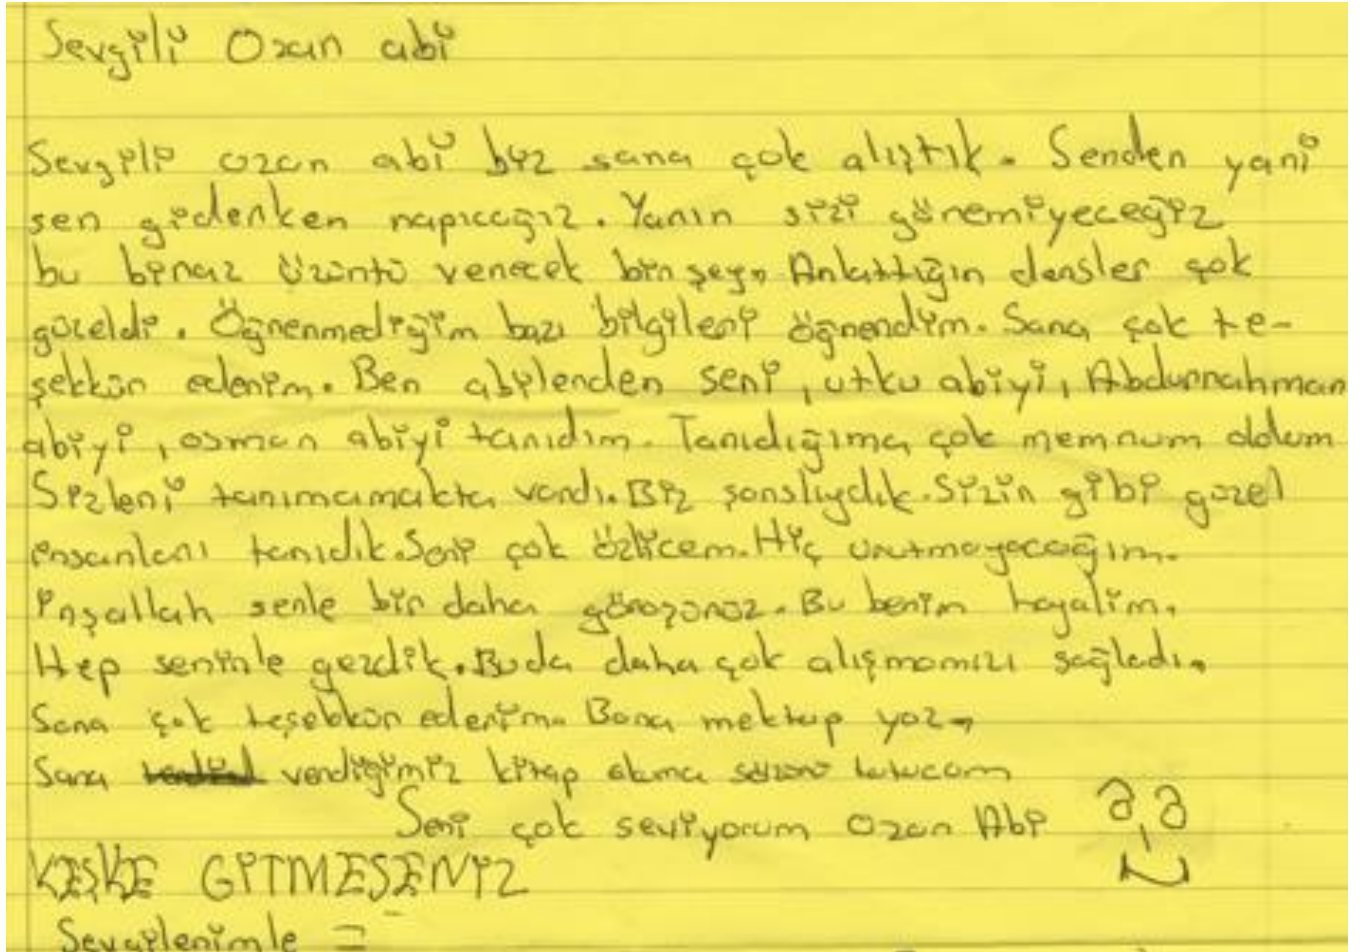 Sevgili Ozan abi
Sevgili ozan abi biz sana çok alıştık. Senden yani
sen giderken napıcağız. Yarın sizi göremiyeceğiz
bu biraz üzüntü verecek bir şey. Anlattığın dersler çok
güzeldi. Öğrenmediğim bazı bilgileri öğrendim. Sana çok te-
şekkür ederim. Ben abilerden seni, utku abiyi, Abdurrahman
abiyi, osman abiyi tanıdım. Tanıdığıma çok memnum oldum
Sizleri tanımamakta vardı. Biz şanslıydık. Sizin gibi güzel
ensanları tanıdık. Seni çok özlicem. Hiç unutmayacağım.
inşallah senle bir daha görüşürüz. Bu benim hayalim.
Hep seninle gezdik. Buda daha çok alışmamızı sağladı.
Sana çok teşekkür ederim. Bana mektup yaz.
Sana verdiğimiz kitap okuma sözünü tutucam
Seni çok seviyorum Ozan Abi
KEŞKE GİTMESENİZ
Sevgilerimle =